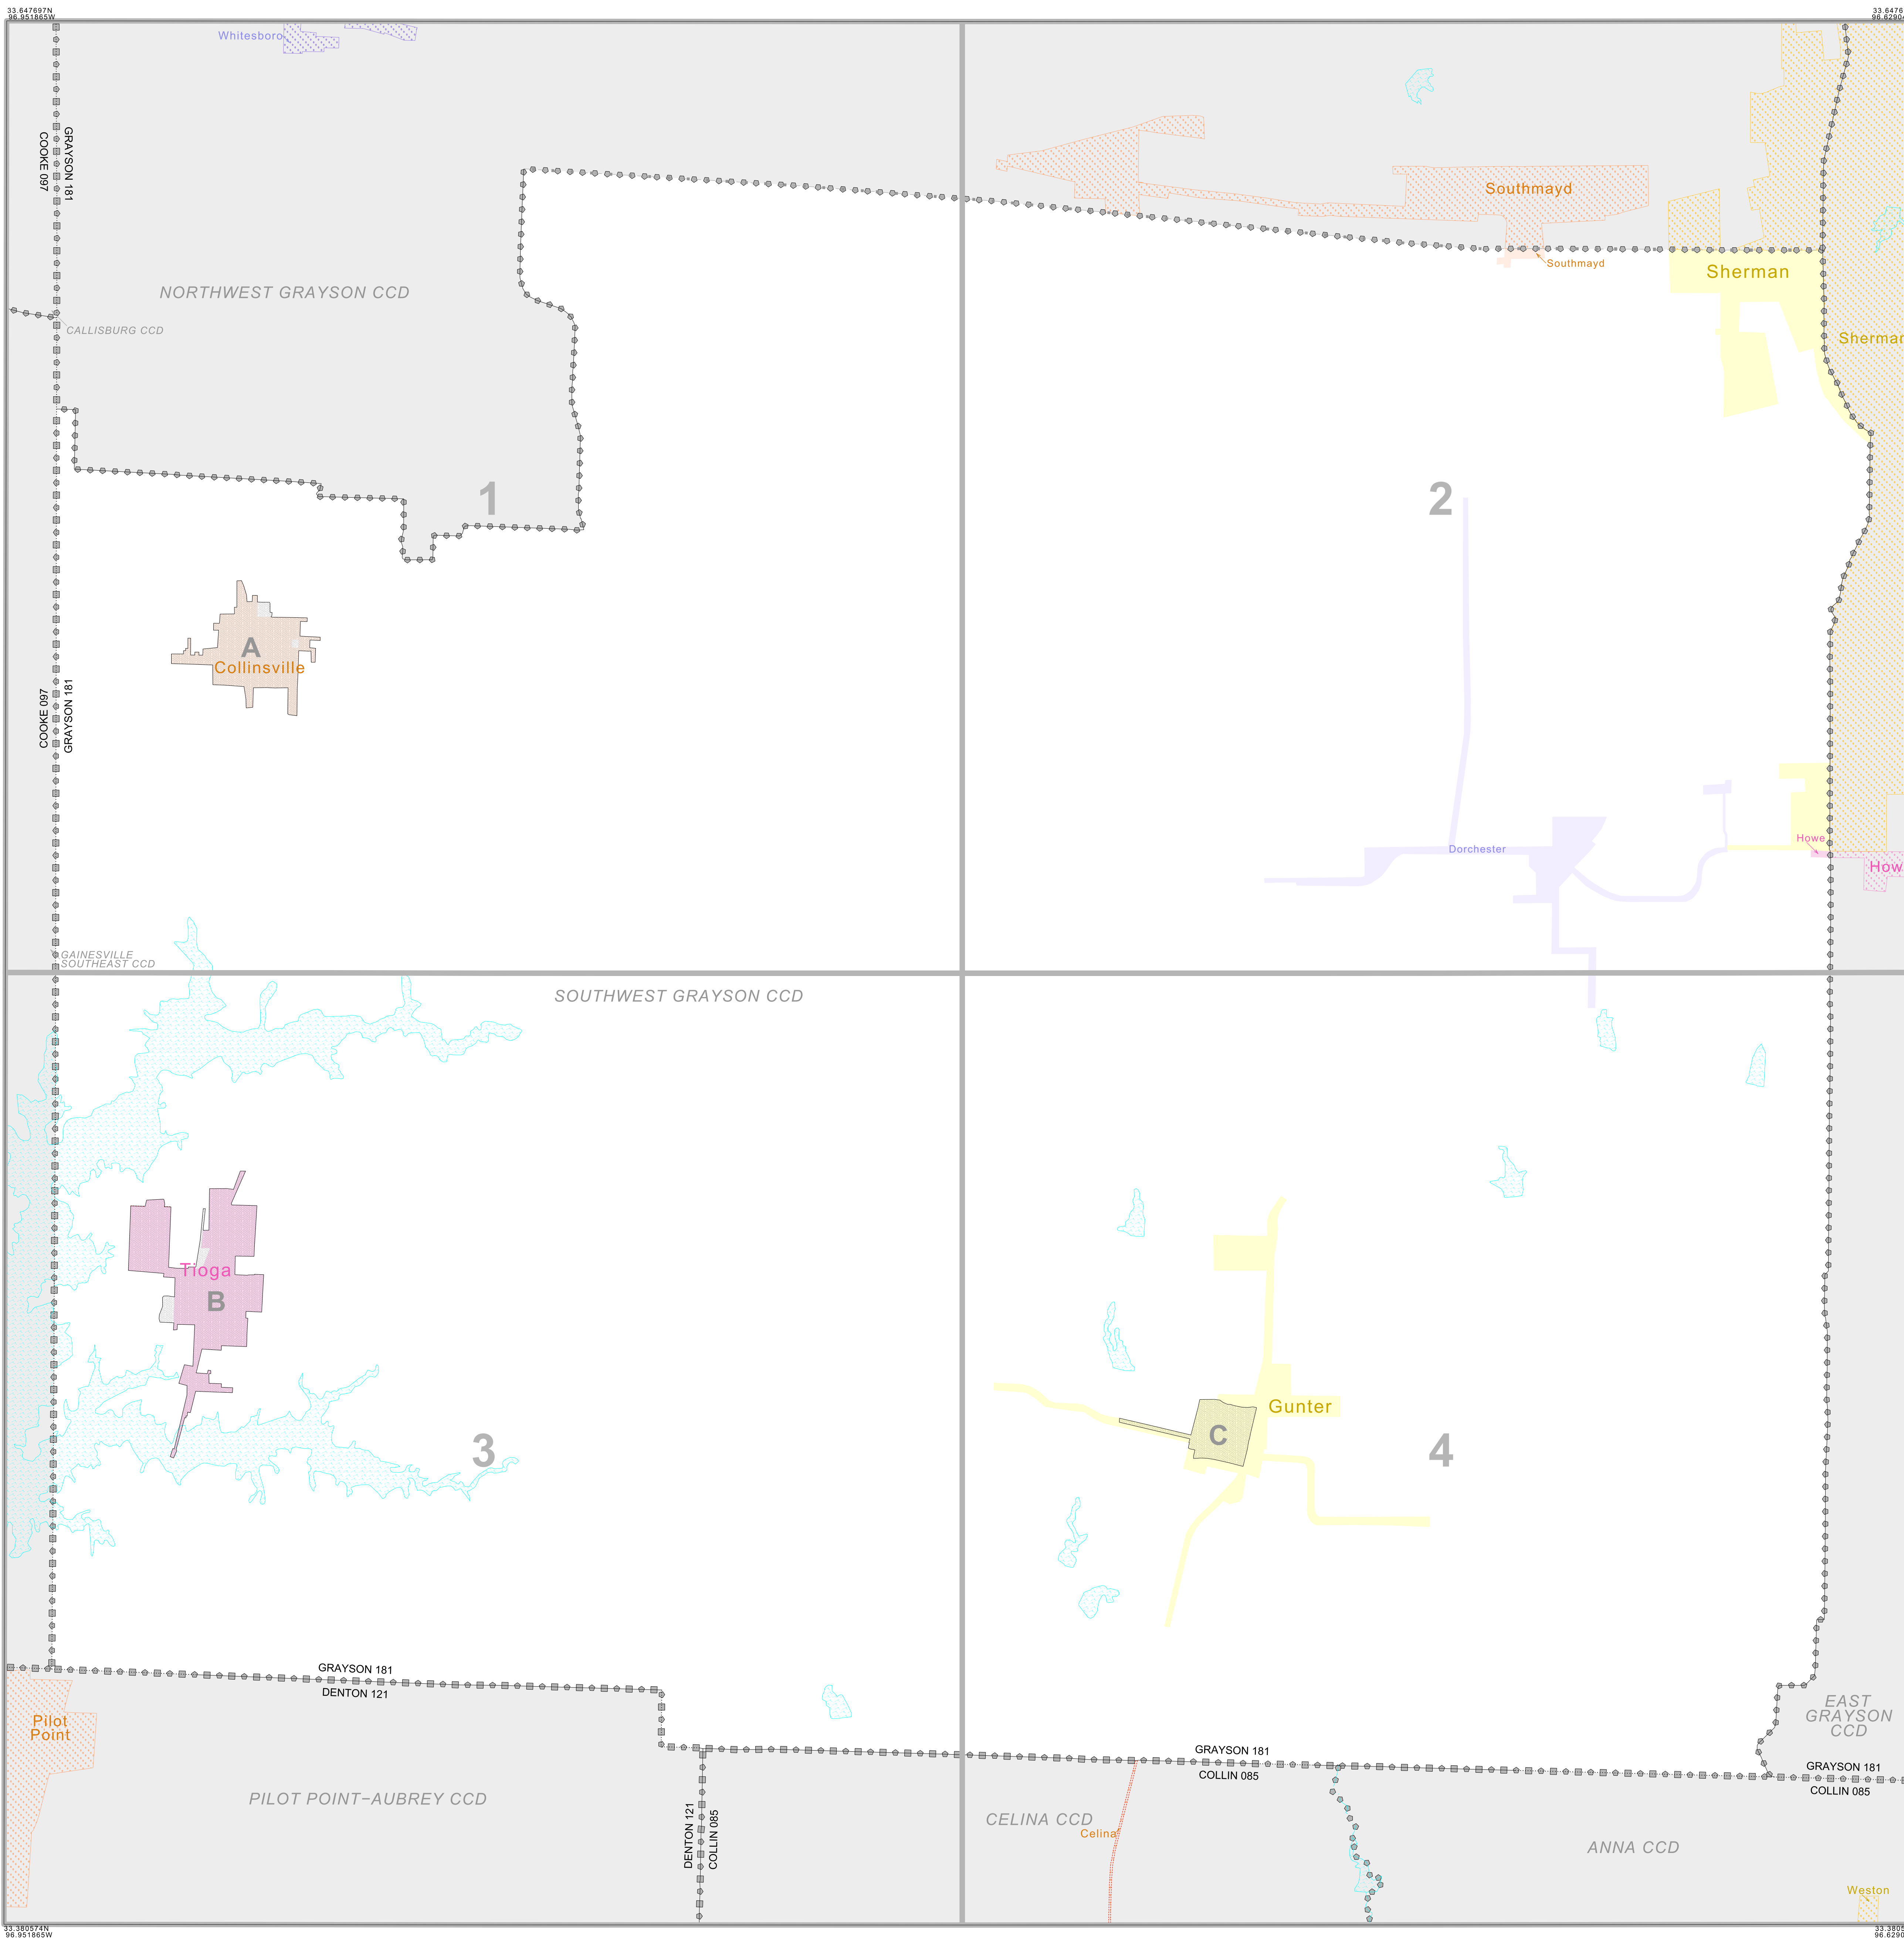 33.647697N
96.951865W
33.6476
96.6290
Whitesboro
COOKE 097
GRAYSON 181
Southmayd
Southmayd
Sherman
NORTHWEST GRAYSON CCD
CALLISBURG CCD
Sherman
1
2
A
Collinsville
COOKE 097
GRAYSON 181
Dorchester
Howe
How
GAINESVILLE
SOUTHEAST CCD
SOUTHWEST GRAYSON CCD
Tioga
B
Gunter
C
3
4
GRAYSON 181
DENTON 121
Pilot
Point
EAST
GRAYSON
CCD
GRAYSON 181
COLLIN 085
GRAYSON 181
COLLIN 085
PILOT POINT–AUBREY CCD
DENTON 121
COLLIN 085
CELINA CCD
Celina
ANNA CCD
Weston
33.380574N
96.951865W
33.3805
96.6290